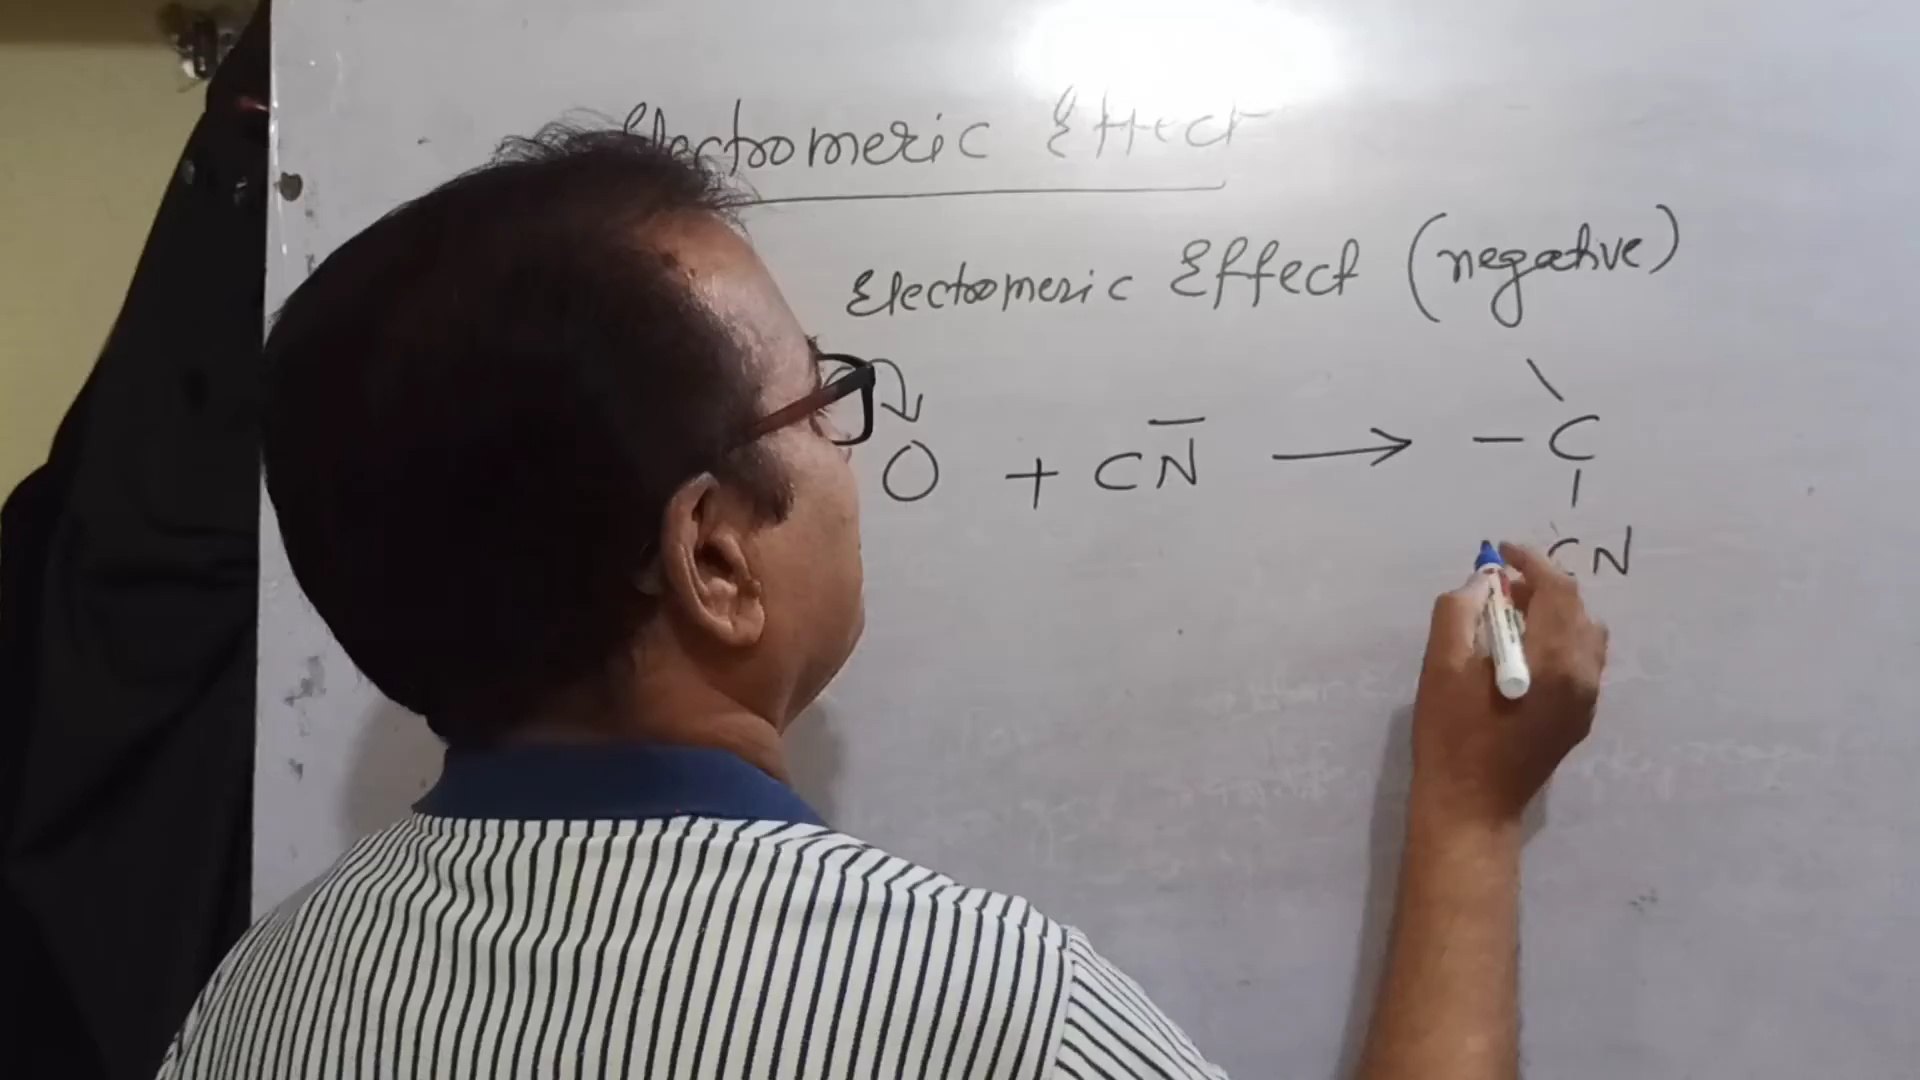 Electromeric Effect
Electromeric Effect (negative)
O + CN⁻ → – C
CN